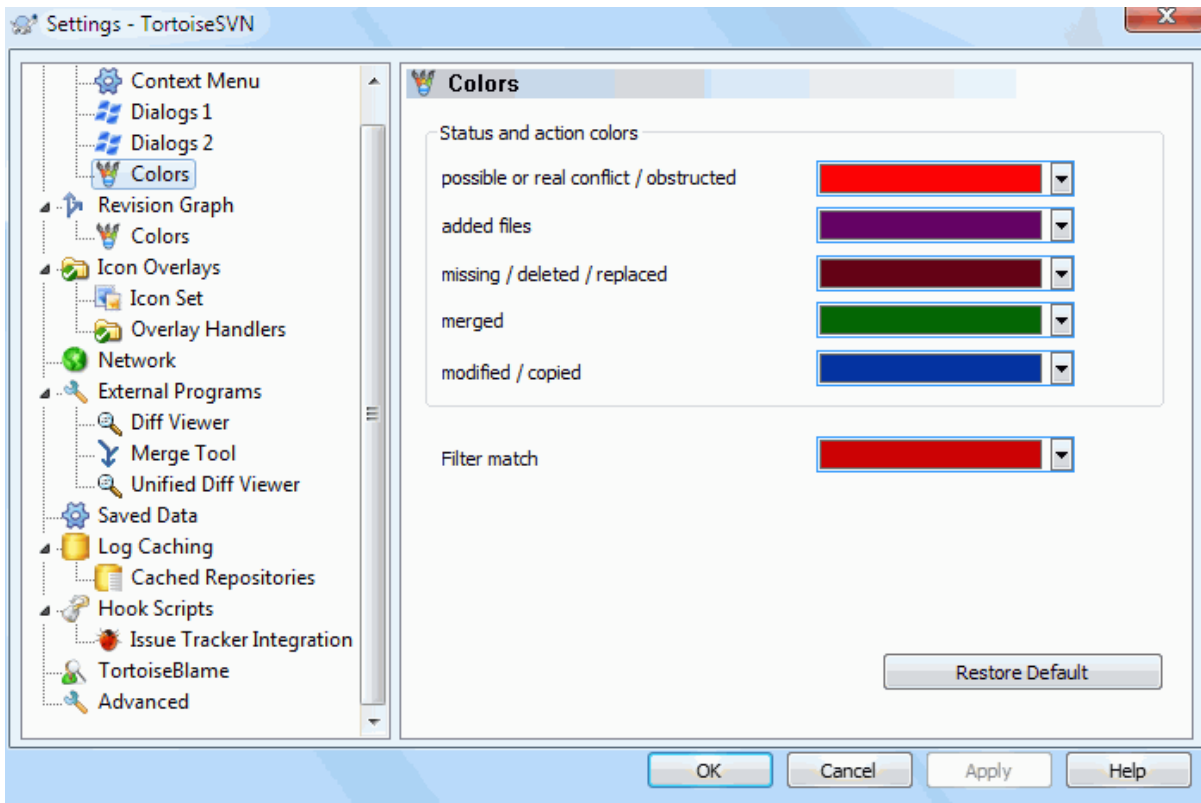 Settings - TortoiseSVN
Context Menu
Dialogs 1
Dialogs 2
Colors
Revision Graph
Colors
Icon Overlays
Icon Set
Overlay Handlers
Network
External Programs
Diff Viewer
Merge Tool
Unified Diff Viewer
Saved Data
Log Caching
Cached Repositories
Hook Scripts
Issue Tracker Integration
TortoiseBlame
Advanced
Colors
Status and action colors
possible or real conflict / obstructed
added files
missing / deleted / replaced
merged
modified / copied
Filter match
Restore Default
OK Cancel Apply Help